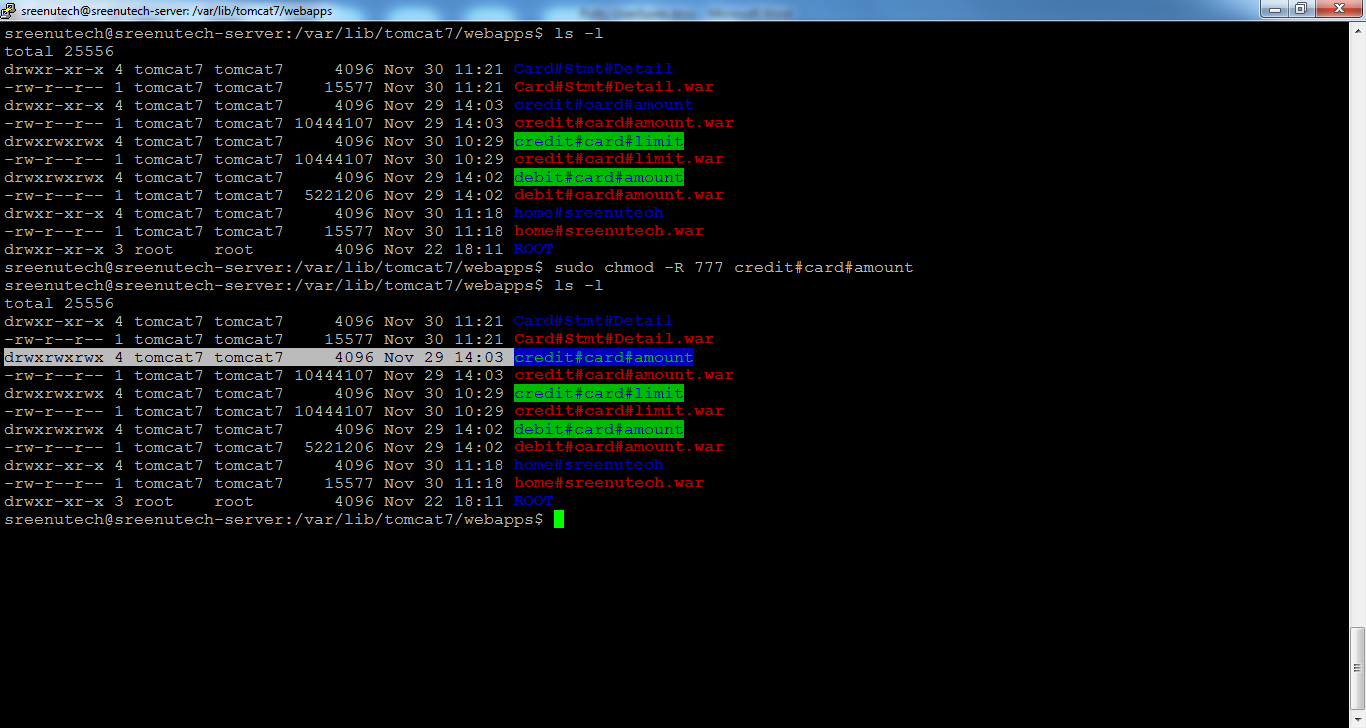 sreenutech@sreenutech-server: /var/lib/tomcat7/webapps
sreenutech@sreenutech-server:/var/lib/tomcat7/webapps$ ls -l
total 25556
drwxr-xr-x 4 tomcat7 tomcat7     4096 Nov 30 11:21 Card#Stmt#Detail
-rw-r--r-- 1 tomcat7 tomcat7    15577 Nov 30 11:21 Card#Stmt#Detail.war
drwxr-xr-x 4 tomcat7 tomcat7     4096 Nov 29 14:03 credit#card#amount
-rw-r--r-- 1 tomcat7 tomcat7 10444107 Nov 29 14:03 credit#card#amount.war
drwxrwxrwx 4 tomcat7 tomcat7     4096 Nov 30 10:29 credit#card#limit
-rw-r--r-- 1 tomcat7 tomcat7 10444107 Nov 30 10:29 credit#card#limit.war
drwxrwxrwx 4 tomcat7 tomcat7     4096 Nov 29 14:02 debit#card#amount
-rw-r--r-- 1 tomcat7 tomcat7  5221206 Nov 29 14:02 debit#card#amount.war
drwxr-xr-x 4 tomcat7 tomcat7     4096 Nov 30 11:18 home#sreenutech
-rw-r--r-- 1 tomcat7 tomcat7    15577 Nov 30 11:18 home#sreenutech.war
drwxr-xr-x 3 root    root        4096 Nov 22 18:11 ROOT
sreenutech@sreenutech-server:/var/lib/tomcat7/webapps$ sudo chmod -R 777 credit#card#amount
sreenutech@sreenutech-server:/var/lib/tomcat7/webapps$ ls -l
total 25556
drwxr-xr-x 4 tomcat7 tomcat7     4096 Nov 30 11:21 Card#Stmt#Detail
-rw-r--r-- 1 tomcat7 tomcat7    15577 Nov 30 11:21 Card#Stmt#Detail.war
drwxrwxrwx 4 tomcat7 tomcat7     4096 Nov 29 14:03 credit#card#amount
-rw-r--r-- 1 tomcat7 tomcat7 10444107 Nov 29 14:03 credit#card#amount.war
drwxrwxrwx 4 tomcat7 tomcat7     4096 Nov 30 10:29 credit#card#limit
-rw-r--r-- 1 tomcat7 tomcat7 10444107 Nov 30 10:29 credit#card#limit.war
drwxrwxrwx 4 tomcat7 tomcat7     4096 Nov 29 14:02 debit#card#amount
-rw-r--r-- 1 tomcat7 tomcat7  5221206 Nov 29 14:02 debit#card#amount.war
drwxr-xr-x 4 tomcat7 tomcat7     4096 Nov 30 11:18 home#sreenutech
-rw-r--r-- 1 tomcat7 tomcat7    15577 Nov 30 11:18 home#sreenutech.war
drwxr-xr-x 3 root    root        4096 Nov 22 18:11 ROOT
sreenutech@sreenutech-server:/var/lib/tomcat7/webapps$